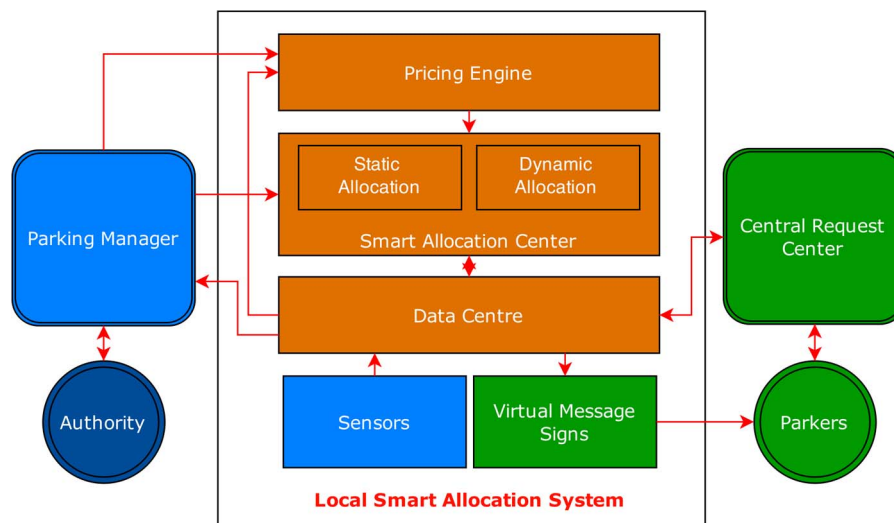 Pricing Engine
Static
Allocation
Dynamic
Allocation
Smart Allocation Center
Parking Manager
Central Request
Center
Data Centre
Authority
Sensors
Virtual Message
Signs
Parkers
Local Smart Allocation System